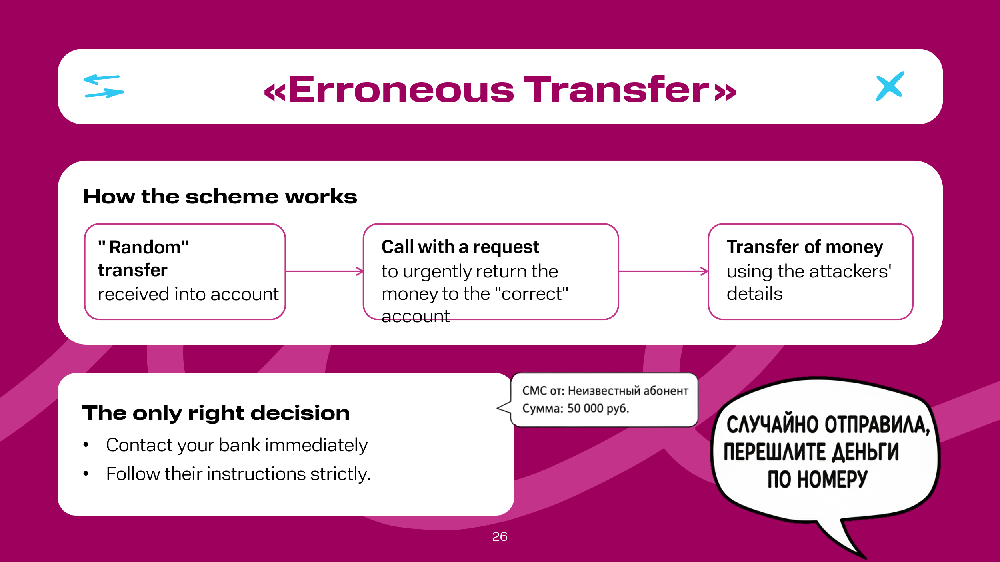 «Erroneous Transfer»
How the scheme works
" Random"
transfer
received into account
Call with a request
to urgently return the
money to the "correct"
account
Transfer of money
using the attackers'
details
The only right decision
• Contact your bank immediately
• Follow their instructions strictly.
СМС от: Неизвестный абонент
Сумма: 50 000 руб.
СЛУЧАЙНО ОТПРАВИЛА,
ПЕРЕШЛИТЕ ДЕНЬГИ
ПО НОМЕРУ
26